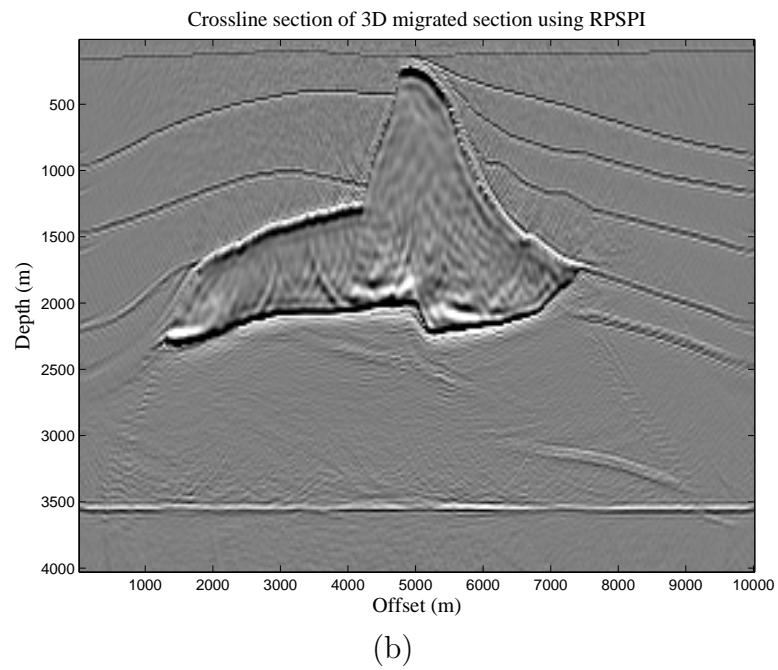 Crossline section of 3D migrated section using RPSPI
Depth (m)
500
1000
1500
2000
2500
3000
3500
4000
1000 2000 3000 4000 5000 6000 7000 8000 9000 10000
Offset (m)
(b)